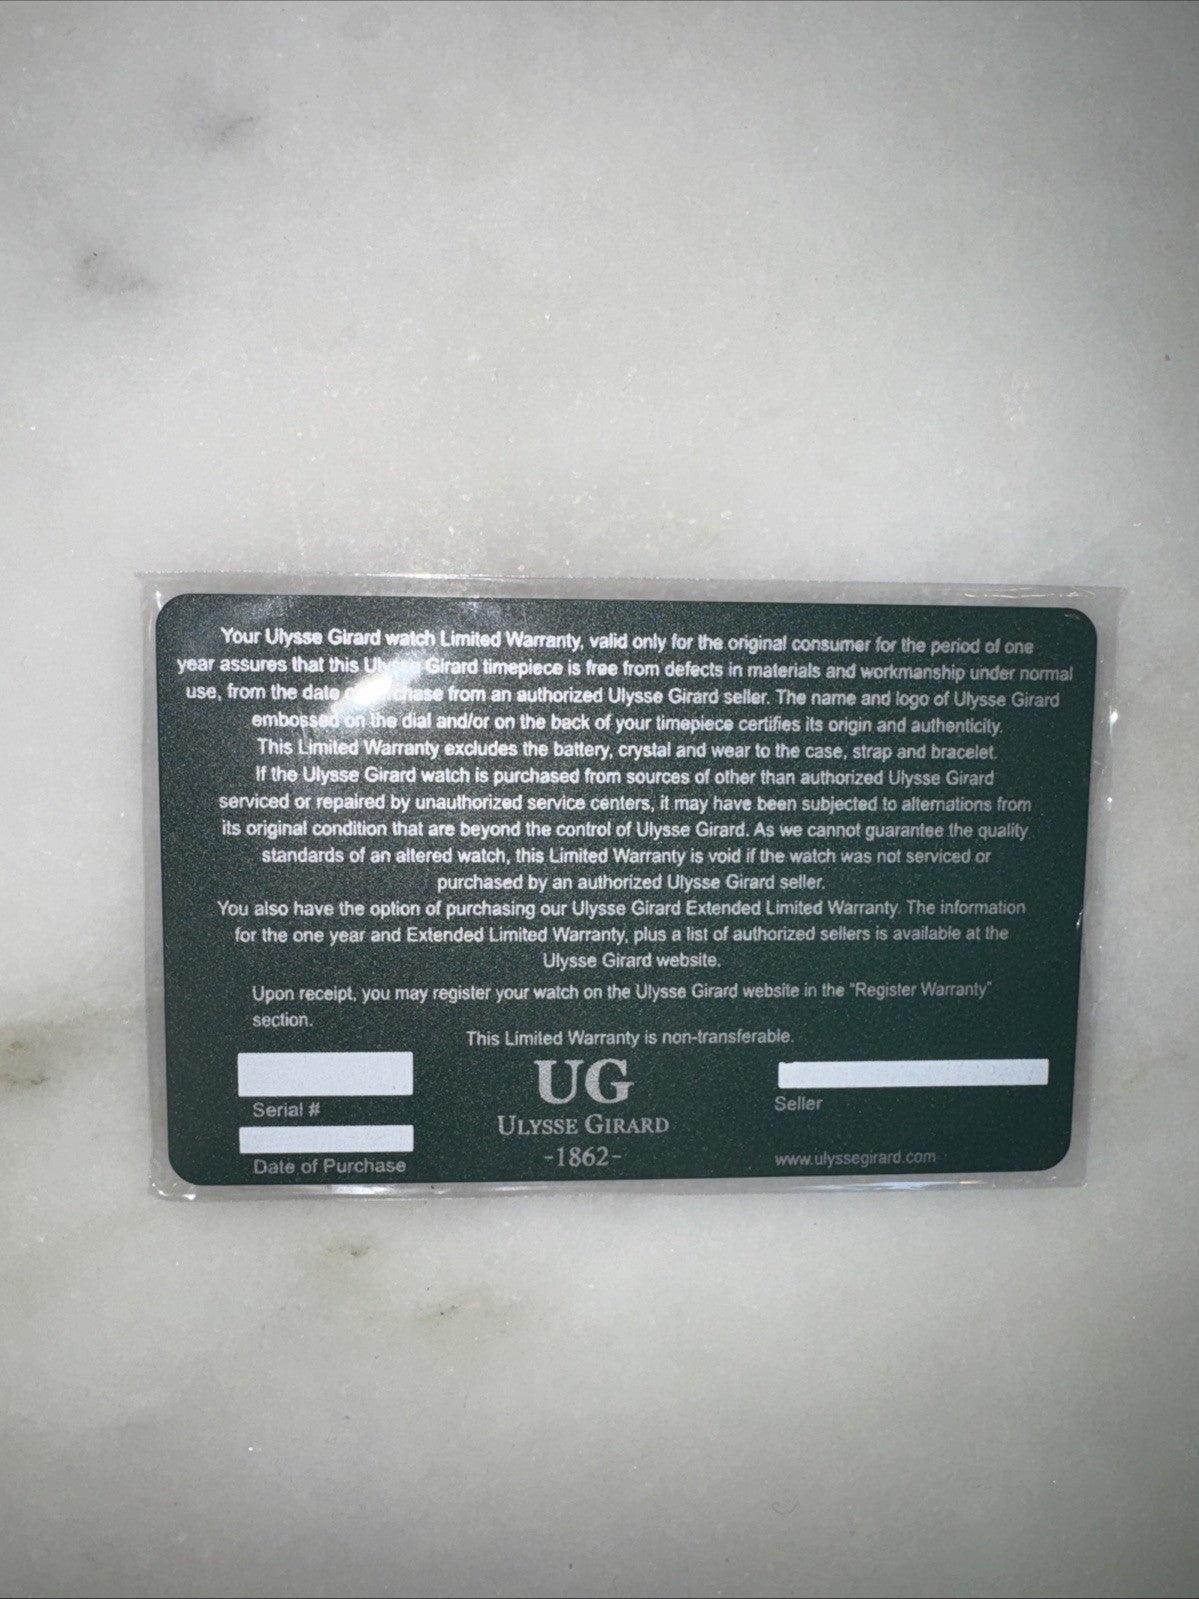 Your Ulysse Girard watch Limited Warranty, valid only for the original consumer for the period of one
year assures that this Ulysse Girard timepiece is free from defects in materials and workmanship under normal
use, from the date chase from an authorized Ulysse Girard seller. The name and logo of Ulysse Girard
embossed on the dial and/or on the back of your timepiece certifies its origin and authenticity.
This Limited Warranty excludes the battery, crystal and wear to the case, strap and bracelet.
If the Ulysse Girard watch is purchased from sources of other than authorized Ulysse Girard
serviced or repaired by unauthorized service centers, it may have been subjected to alternations from
its original condition that are beyond the control of Ulysse Girard. As we cannot guarantee the quality
standards of an altered watch, this Limited Warranty is void if the watch was not serviced or
purchased by an authorized Ulysse Girard seller.
You also have the option of purchasing our Ulysse Girard Extended Limited Warranty. The information
for the one year and Extended Limited Warranty, plus a list of authorized sellers is available at the
Ulysse Girard website.
Upon receipt, you may register your watch on the Ulysse Girard website in the "Register Warranty"
section.
This Limited Warranty is non-transferable.
UG
ULYSSE GIRARD
-1862-
Serial #
Date of Purchase
Seller
www.ulyssegirard.com